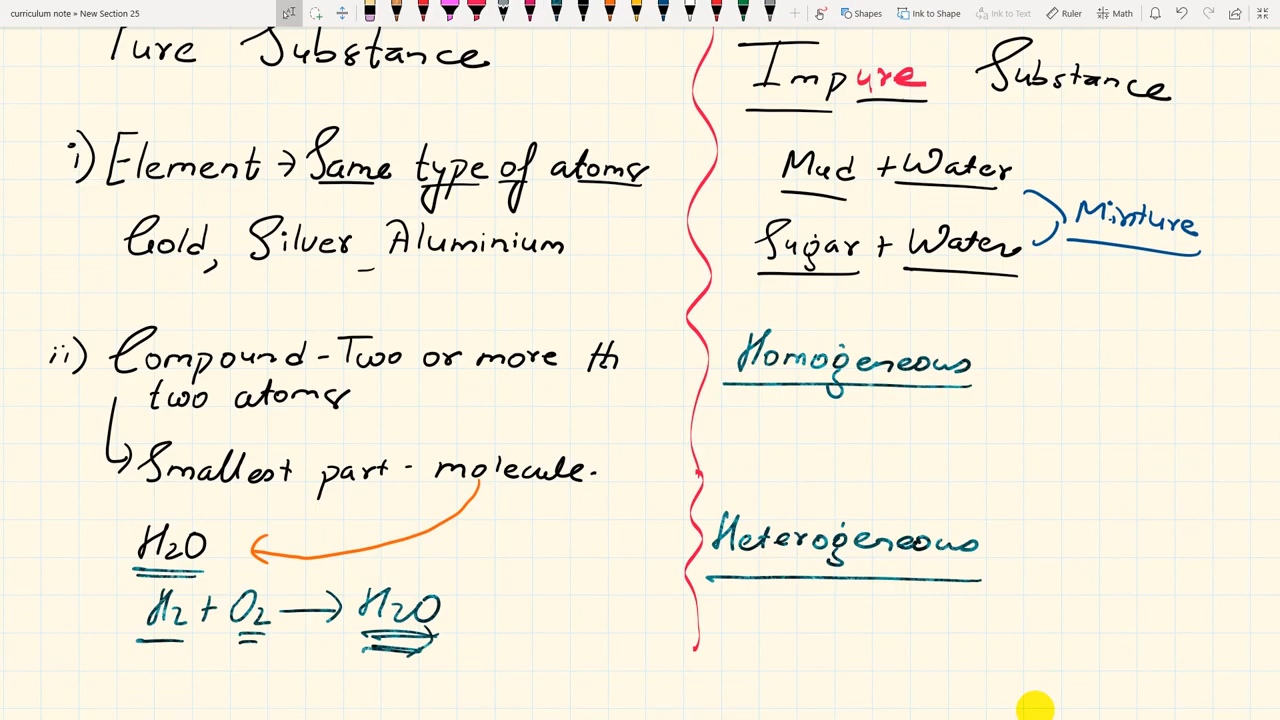 curriculum note » New Section 25
Shapes Ink to Shape Ink to Text Ruler Math
Pure Substance
i) Element → Same type of atoms
Gold, Silver Aluminium
ii) Compound - Two or more th
two atoms
Smallest part - molecule.
H2O
H2 + O2 → H2O
Impure Substance
Mud + Water
Sugar + Water
Mixture
Homogeneous
Heterogeneous